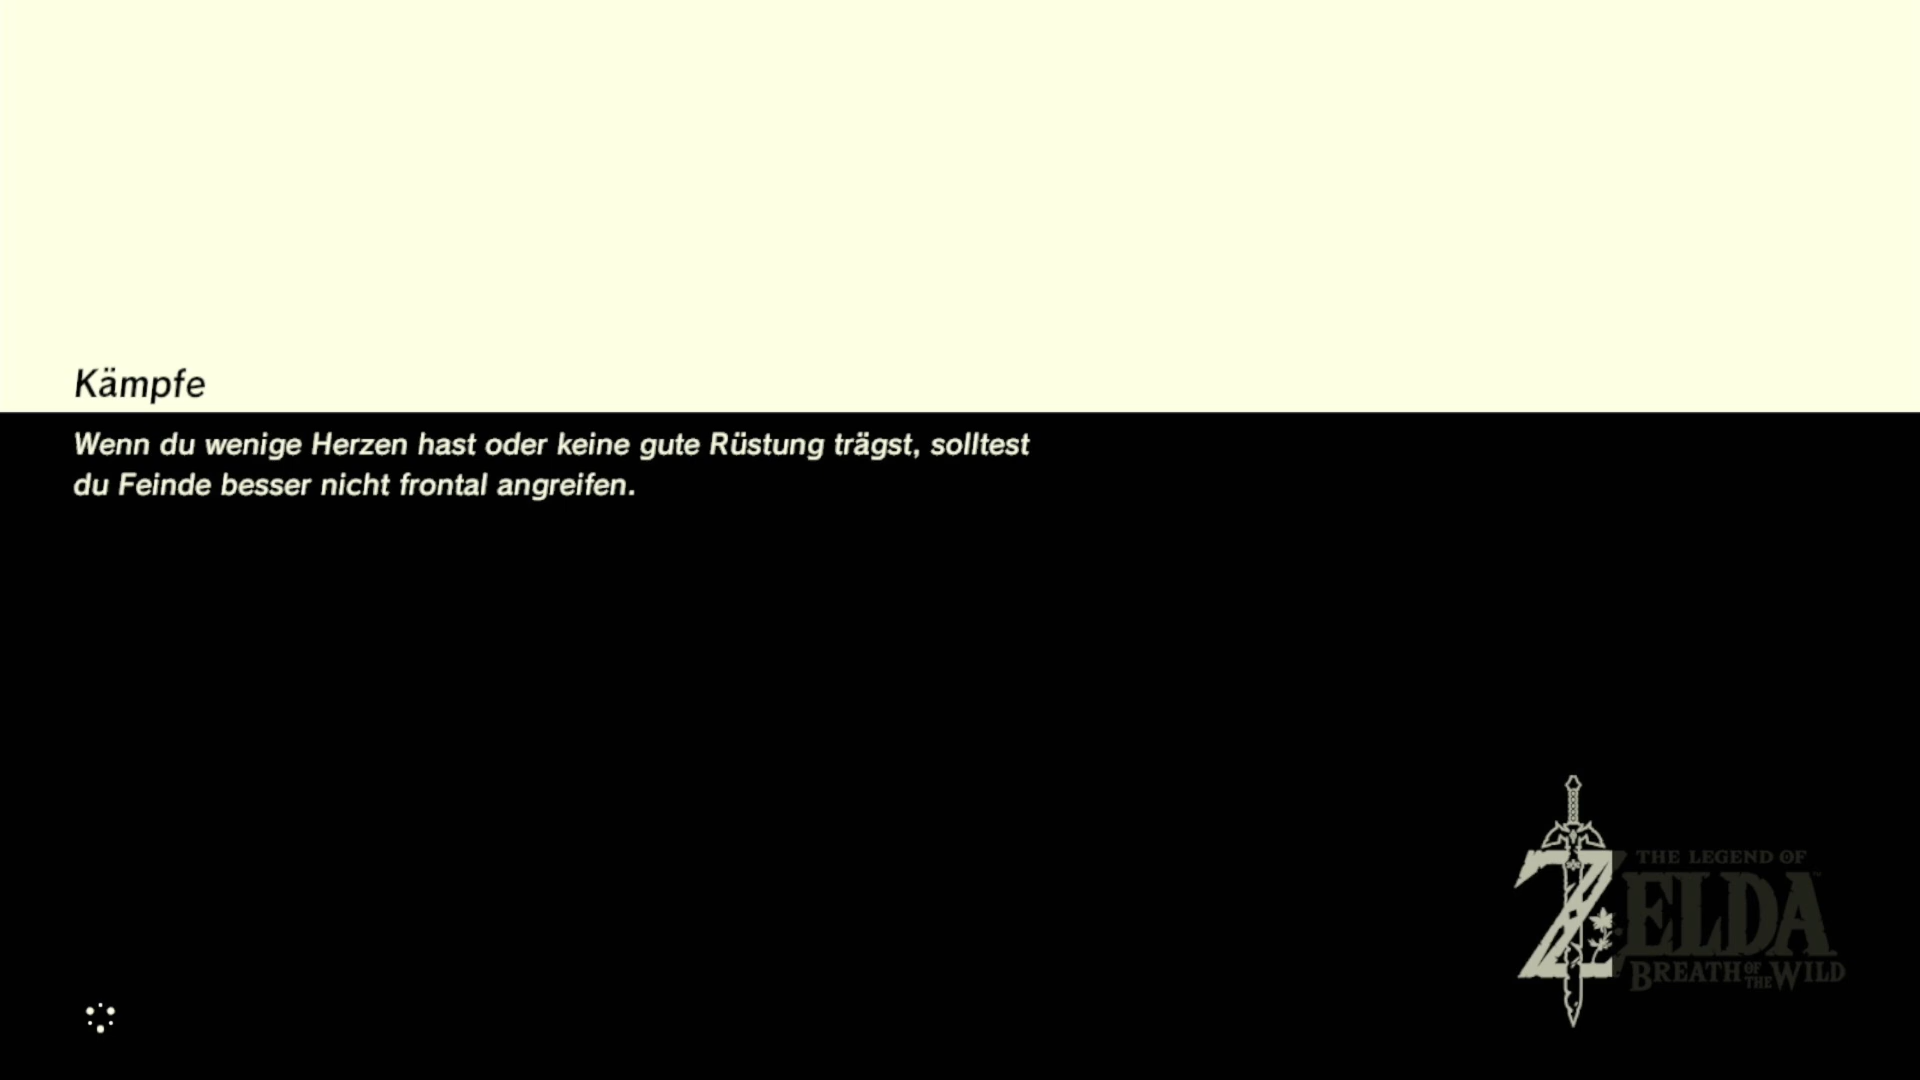 Kämpfe
Wenn du wenige Herzen hast oder keine gute Rüstung trägst, solltest
du Feinde besser nicht frontal angreifen.
THE LEGEND OF
ZELDA
BREATH OF THE WILD